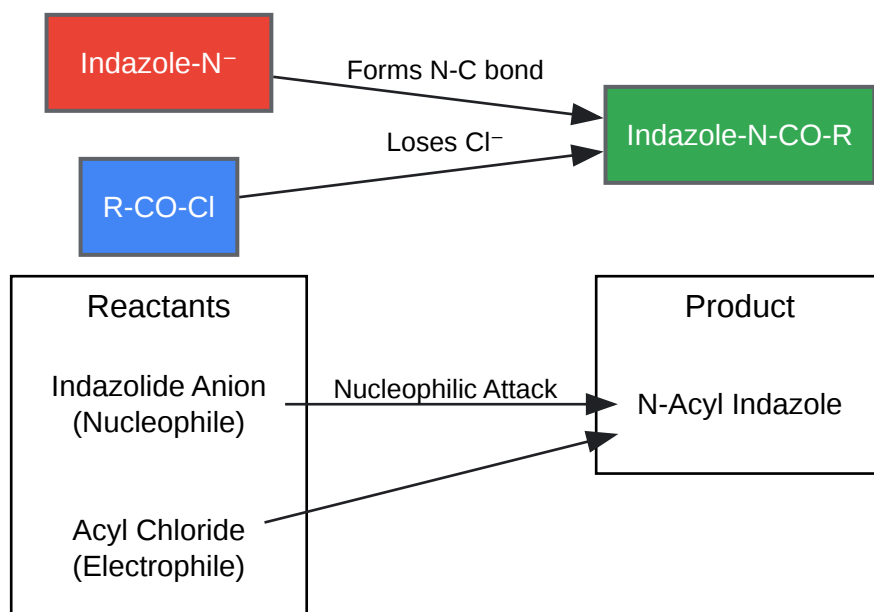 Indazole-N⁻
Forms N-C bond
Indazole-N-CO-R
Loses Cl⁻
R-CO-Cl
Reactants
Product
Indazolide Anion
(Nucleophile)
Nucleophilic Attack
N-Acyl Indazole
Acyl Chloride
(Electrophile)